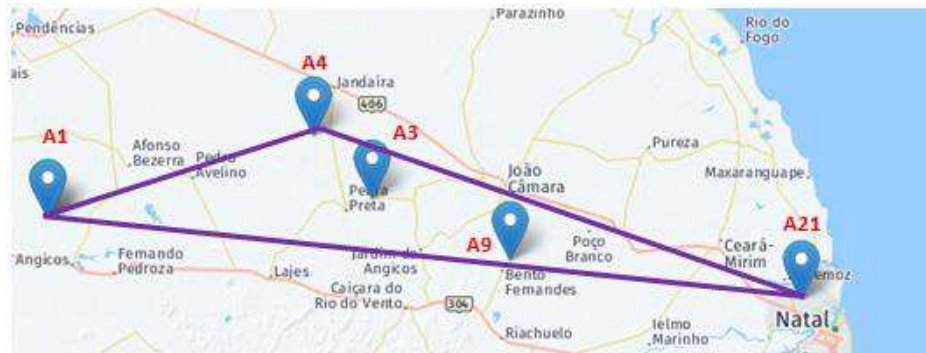 Parazinho
Rio do
Fogo
Pendências
ais
A4
Jandaíra
406
A1
A3
Afonso
Bezerra
Pedro
Avelino
Pedra
Preta
João
Câmara
Pureza
Maxaranguape
A21
A9
Poço
Branco
Ceará-
Mirim
Angicos
Fernando
Pedroza
Lajes
Jardim de
Angicos
Caiçara do
Rio do Vento
304
Bento
Fernandes
Riachuelo
Ielmo
Marinho
Natal